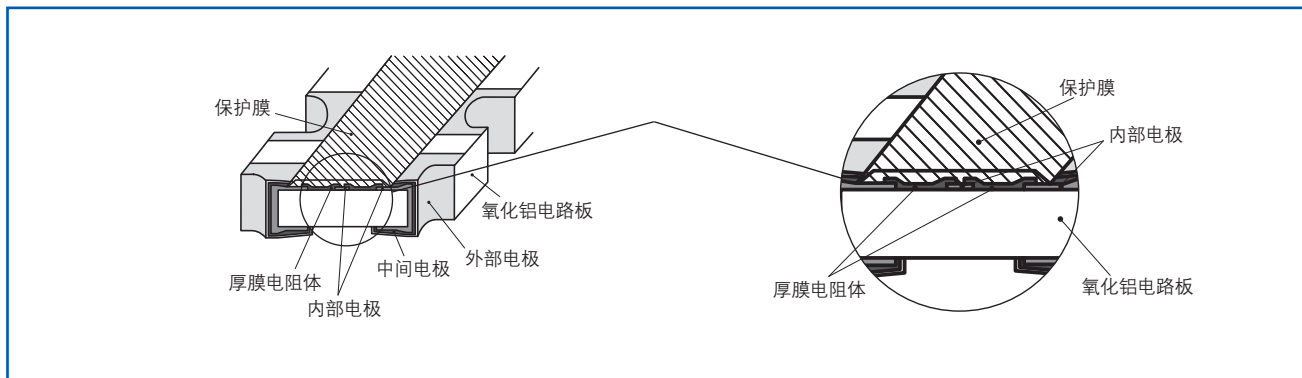 保护膜
氧化铝电路板
外部电极
中间电极
厚膜电阻体
内部电极
保护膜
内部电极
厚膜电阻体
氧化铝电路板